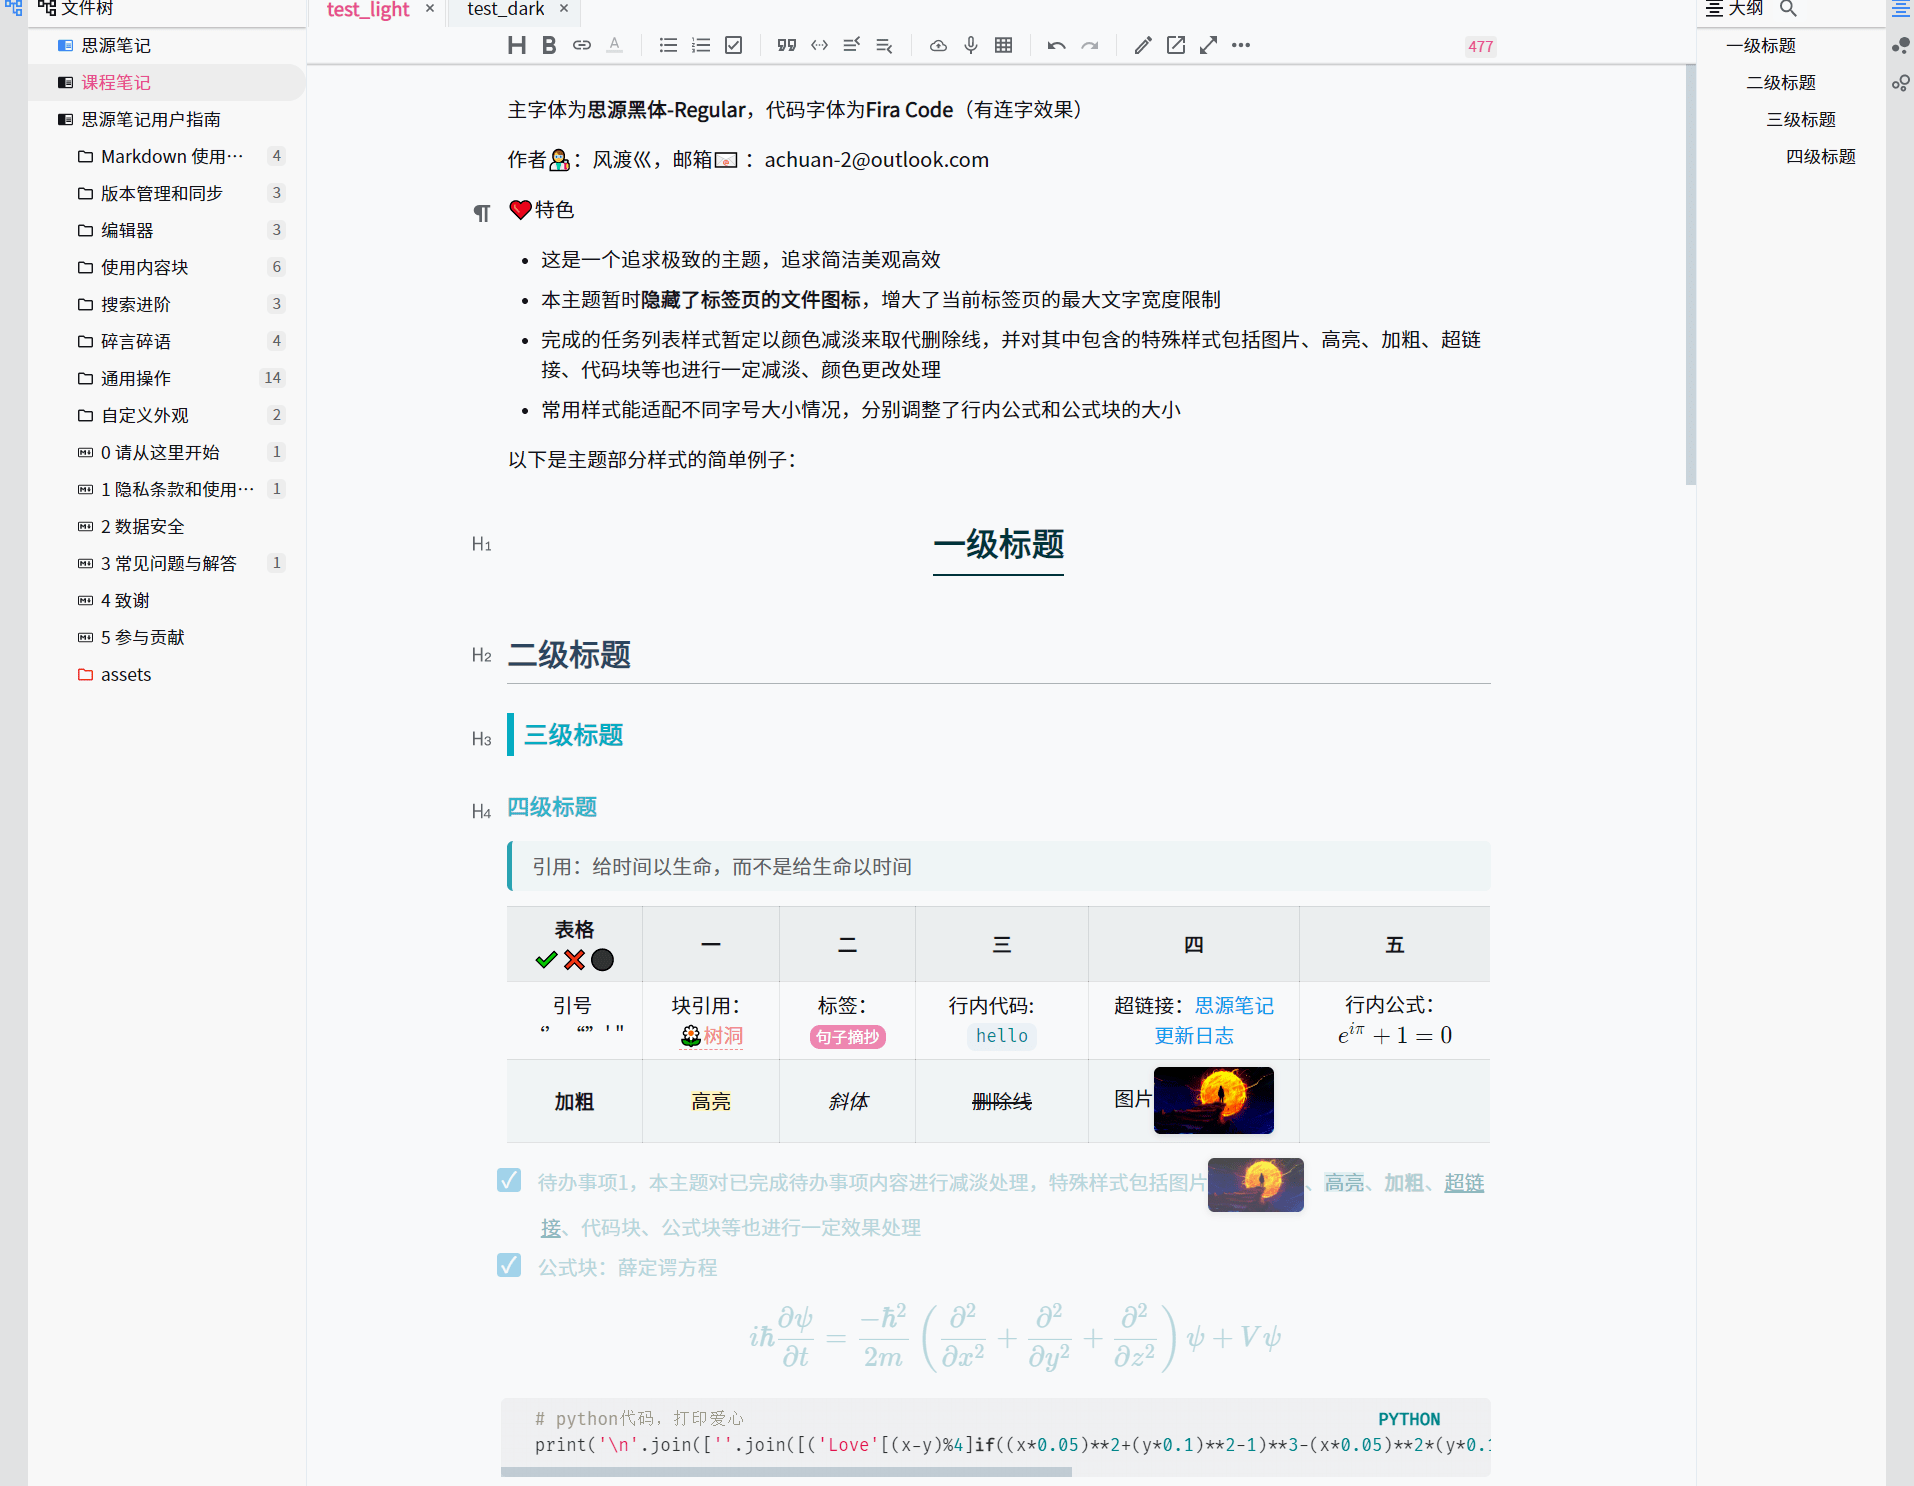 文件树
思源笔记
课程笔记
思源笔记用户指南
Markdown 使用… 4
版本管理和同步 3
编辑器 3
使用内容块 6
搜索进阶 3
碎言碎语 4
通用操作 14
自定义外观 2
0 请从这里开始 1
1 隐私条款和使用… 1
2 数据安全
3 常见问题与解答 1
4 致谢
5 参与贡献
assets
test_light ×
test_dark ×
H B A 477
主字体为思源黑体-Regular，代码字体为Fira Code（有连字效果）
作者：风渡巛，邮箱：achuan-2@outlook.com
特色
• 这是一个追求极致的主题，追求简洁美观高效
• 本主题暂时隐藏了标签页的文件图标，增大了当前标签页的最大文字宽度限制
• 完成的任务列表样式暂定以颜色减淡来取代删除线，并对其中包含的特殊样式包括图片、高亮、加粗、超链
接、代码块等也进行一定减淡、颜色更改处理
• 常用样式能适配不同字号大小情况，分别调整了行内公式和公式块的大小
以下是主题部分样式的简单例子：
H1 一级标题
H2 二级标题
H3 三级标题
H4 四级标题
引用：给时间以生命，而不是给生命以时间
表格 一 二 三 四 五
引号 块引用： 标签： 行内代码: 超链接：思源笔记 行内公式：
‘’ “” ' " 树洞 句子摘抄 hello 更新日志 e^{iπ} + 1 = 0
加粗 高亮 斜体 删除线 图片
待办事项1，本主题对已完成待办事项内容进行减淡处理，特殊样式包括图片、高亮、加粗、超链
接、代码块、公式块等也进行一定效果处理
公式块：薛定谔方程
iħ ∂ψ/∂t = −ħ²/2m (∂²/∂x² + ∂²/∂y² + ∂²/∂z²) ψ + Vψ
# python代码，打印爱心
PYTHON
print('\n'.join([''.join([('Love'[(x-y)%4]if((x*0.05)**2+(y*0.1)**2-1)**3-(x*0.05)**2*(y*0.1
大纲
一级标题
二级标题
三级标题
四级标题